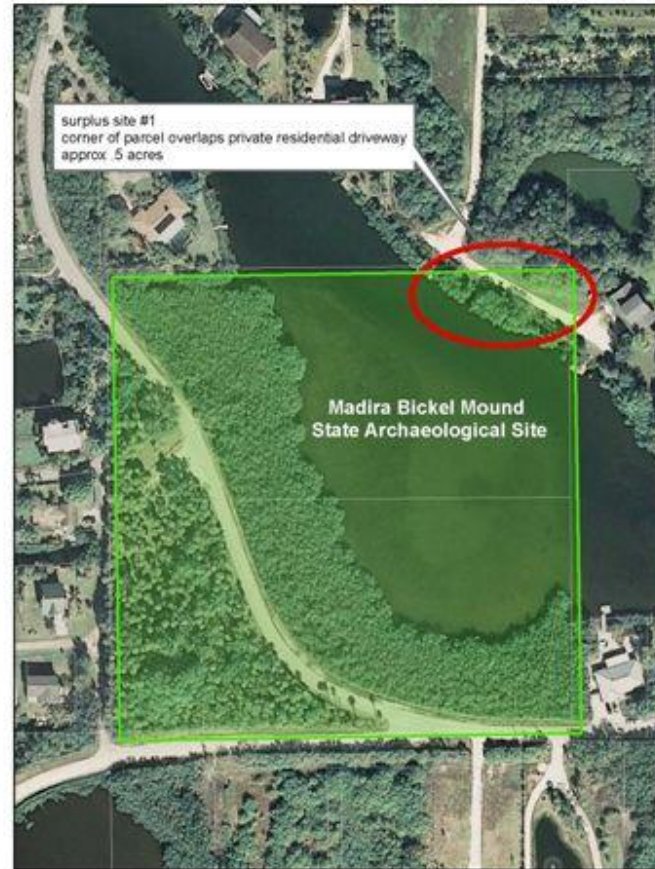 surplus site #1
corner of parcel overlaps private residential driveway
approx .5 acres
Madira Bickel Mound
State Archaeological Site